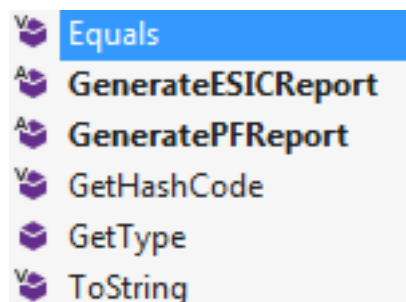 Equals
GenerateESICReport
GeneratePFReport
GetHashCode
GetType
ToString